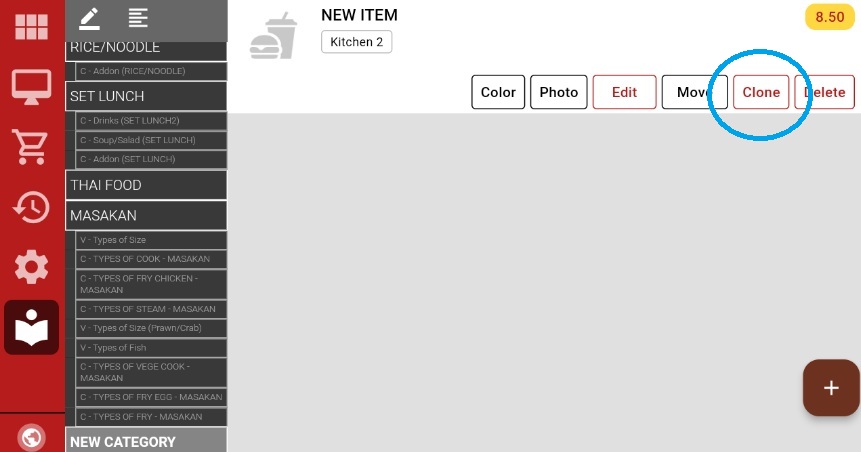 RICE/NOODLE
C - Addon (RICE/NOODLE)
SET LUNCH
C - Drinks (SET LUNCH2)
C - Soup/Salad (SET LUNCH)
C - Addon (SET LUNCH)
THAI FOOD
MASAKAN
V - Types of Size
C - TYPES OF COOK - MASAKAN
C - TYPES OF FRY CHICKEN -
MASAKAN
C - TYPES OF STEAM - MASAKAN
V - Types of Size (Prawn/Crab)
V - Types of Fish
C - TYPES OF VEGE COOK -
MASAKAN
C - TYPES OF FRY EGG - MASAKAN
C - TYPES OF FRY - MASAKAN
NEW CATEGORY
NEW ITEM
8.50
Kitchen 2
Color Photo Edit Move Clone Delete
+